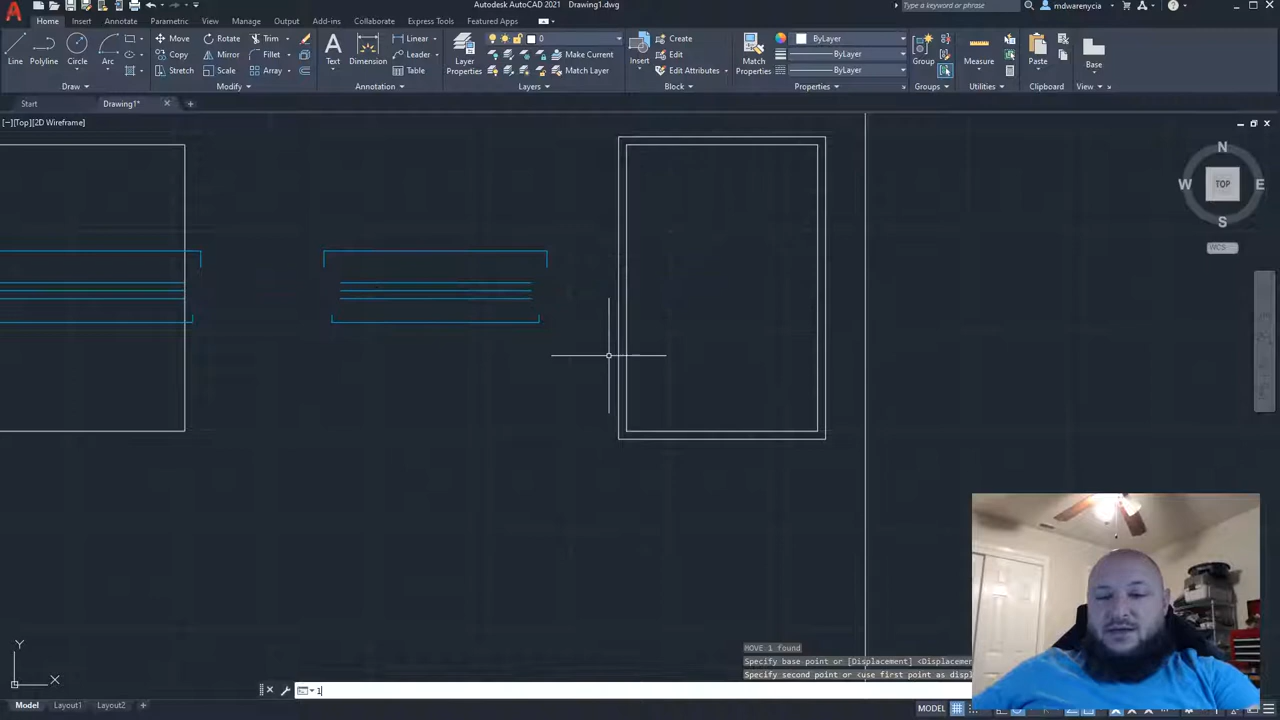 Autodesk AutoCAD 2021 Drawing1.dwg
Type a keyword or phrase
mdwarenycia
Home Insert Annotate Parametric View Manage Output Add-ins Collaborate Express Tools Featured Apps
Line Polyline Circle Arc
Move Rotate Trim
Copy Mirror Fillet
Stretch Scale Array
Text Dimension
Linear
Leader
Table
Layer Properties
0
Make Current
Match Layer
Insert
Create
Edit
Edit Attributes
Match Properties
ByLayer
ByLayer
ByLayer
Group
Measure
Paste
Base
Draw Modify Annotation Layers Block Properties Groups Utilities Clipboard View
Start Drawing1*
[−][Top][2D Wireframe]
N
W TOP E
S
WCS
Y
X
MOVE 1 found
Specify base point or [Displacement] <Displacement
Specify second point or <use first point as displ
1
Model Layout1 Layout2
MODEL